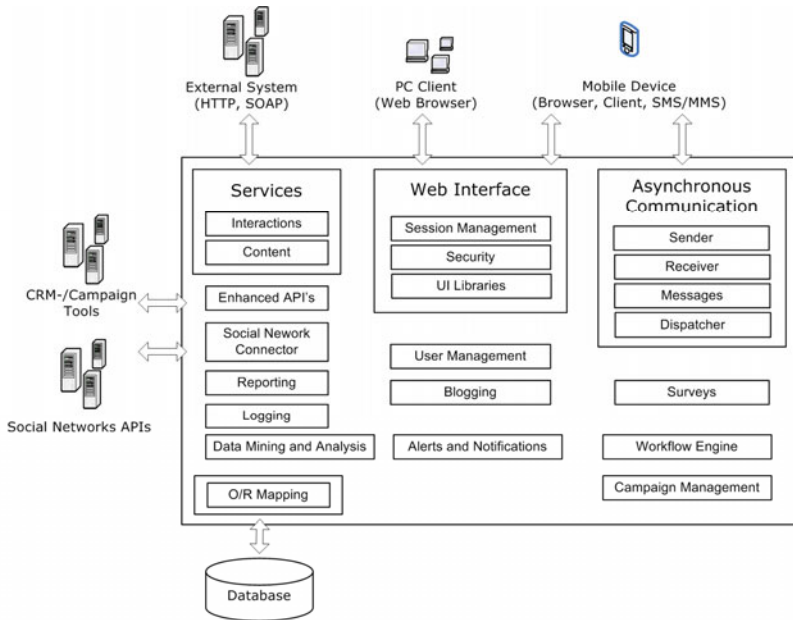 External System
(HTTP, SOAP)
PC Client
(Web Browser)
Mobile Device
(Browser, Client, SMS/MMS)
Services
Interactions
Content
Web Interface
Session Management
Security
UI Libraries
Asynchronous
Communication
Sender
Receiver
Messages
Dispatcher
CRM-/Campaign
Tools
Social Networks APIs
Enhanced API's
Social Nework
Connector
Reporting
Logging
Data Mining and Analysis
User Management
Blogging
Alerts and Notifications
Surveys
Workflow Engine
Campaign Management
O/R Mapping
Database